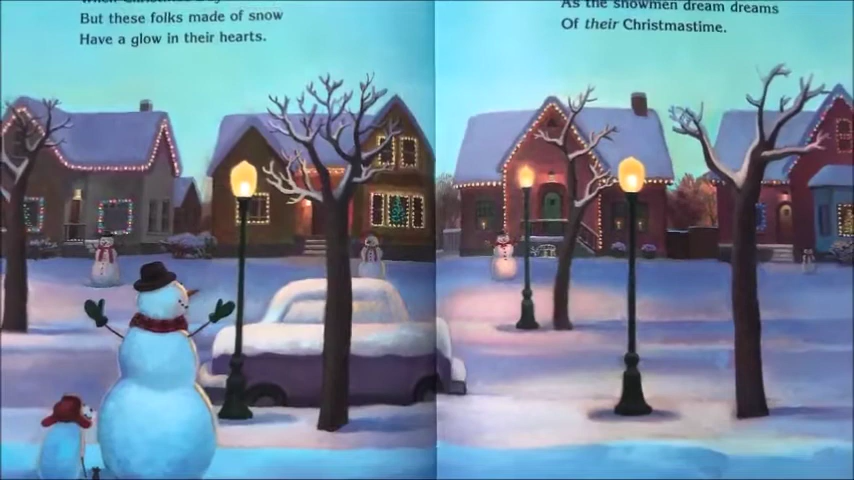 But these folks made of snow
Have a glow in their hearts.
As the snowmen dream dreams
Of their Christmastime.